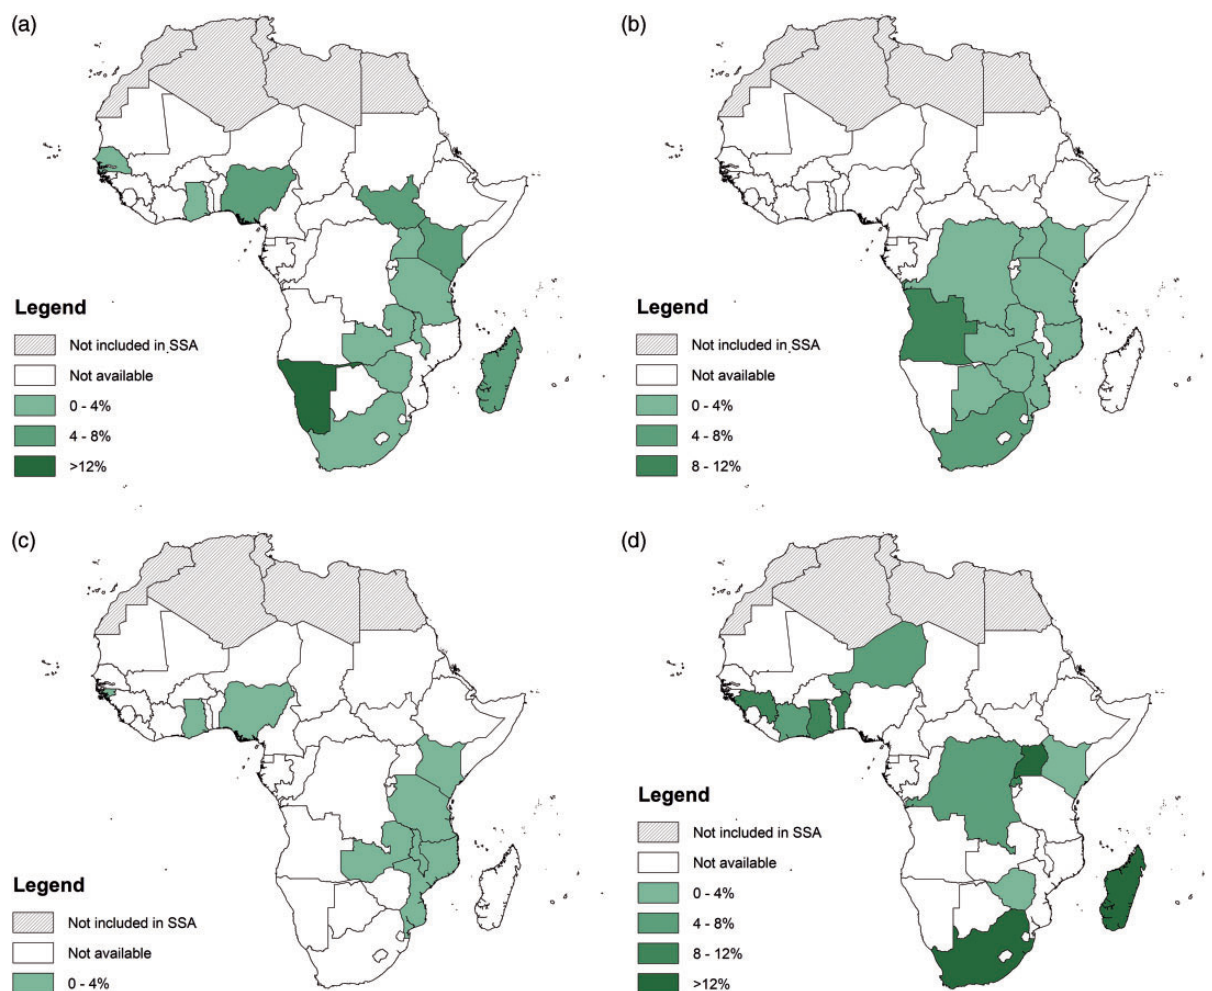 (a)
Legend
Not included in SSA
Not available
0 - 4%
4 - 8%
>12%
(b)
Legend
Not included in SSA
Not available
0 - 4%
4 - 8%
8 - 12%
(c)
Legend
Not included in SSA
Not available
0 - 4%
(d)
Legend
Not included in SSA
Not available
0 - 4%
4 - 8%
8 - 12%
>12%